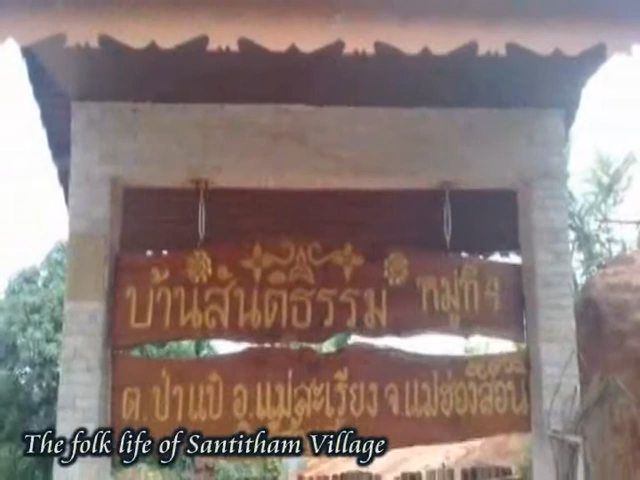 บ้านสันติธรรม หมู่ที่ 4
ต.ป่าแป๋ อ.แม่สะเรียง จ.แม่ฮ่องสอน
The folk life of Santitham Village